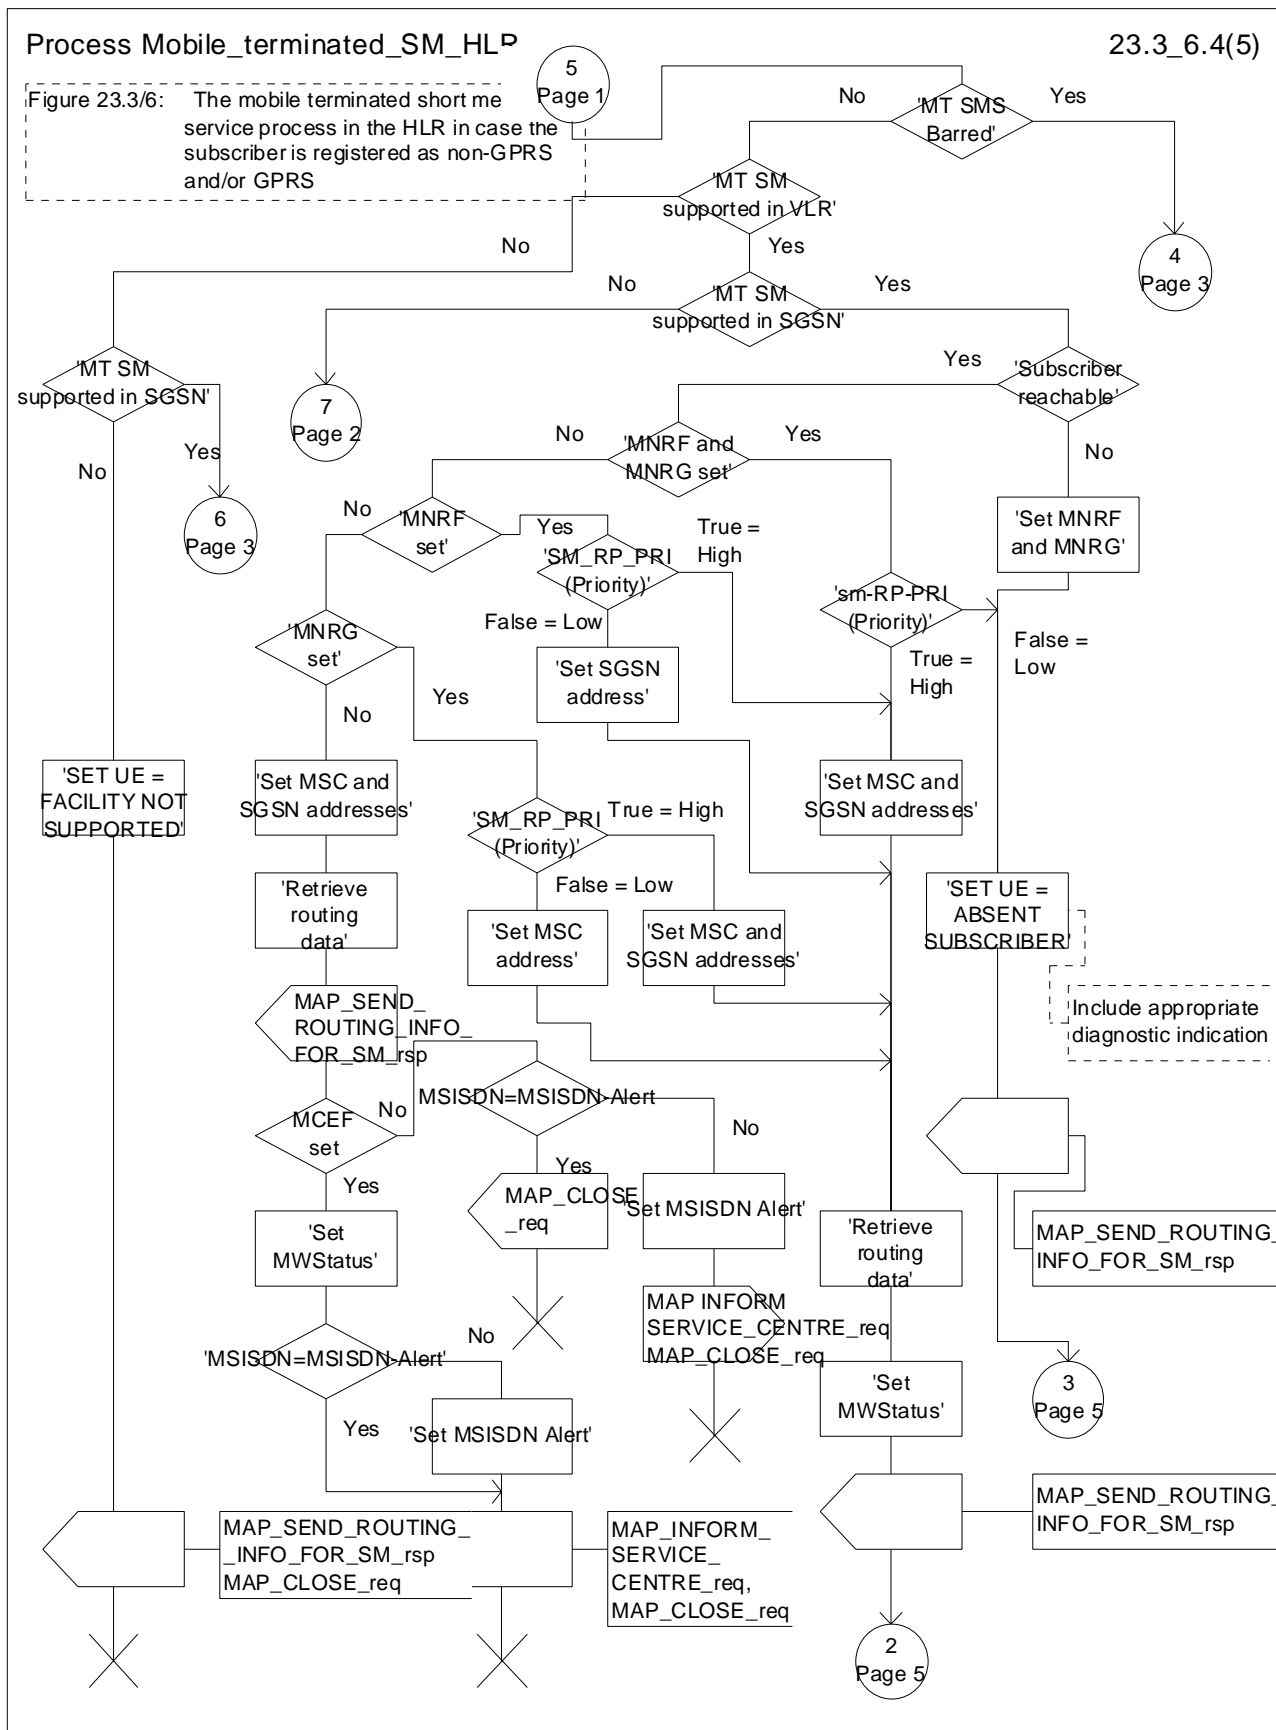 Process Mobile_terminated_SM_HLR
23.3_6.4(5)
5
Page 1
Figure 23.3/6: The mobile terminated short me
service process in the HLR in case the
subscriber is registered as non-GPRS
and/or GPRS
No
'MT SMS
Barred'
Yes
'MT SM
supported in VLR'
No
Yes
4
Page 3
No
'MT SM
supported in SGSN'
Yes
'MT SM
supported in SGSN'
Yes
'Subscriber
reachable'
7
Page 2
No
Yes
No
'MNRF and
MNRG set'
Yes
No
6
Page 3
No
'MNRF
set'
Yes
True =
High
'Set MNRF
and MNRG'
'SM_RP_PRI
(Priority)'
'sm-RP-PRI
(Priority)'
'MNRG
set'
False = Low
False =
Low
True =
High
Yes
'Set SGSN
address'
No
'SET UE =
FACILITY NOT
SUPPORTED'
'Set MSC and
SGSN addresses'
'SM_RP_PRI
(Priority)'
True = High
'Set MSC and
SGSN addresses'
False = Low
'Retrieve
routing
data'
'Set MSC
address'
'Set MSC and
SGSN addresses'
'SET UE =
ABSENT
SUBSCRIBER'
Include appropriate
diagnostic indication
MAP_SEND_
ROUTING_INFO_
FOR_SM_rsp
MCEF
set
No
MSISDN=MSISDN-Alert
No
Yes
Yes
'Set
MWStatus'
MAP_CLOSE
_req
'Set MSISDN Alert'
'Retrieve
routing
data'
MAP_SEND_ROUTING_
INFO_FOR_SM_rsp
MAP INFORM
SERVICE_CENTRE_req
MAP_CLOSE_req
'MSISDN=MSISDN-Alert'
No
Yes
'Set MSISDN Alert'
'Set
MWStatus'
3
Page 5
MAP_SEND_ROUTING_
_INFO_FOR_SM_rsp
MAP_CLOSE_req
MAP_INFORM_
SERVICE_
CENTRE_req,
MAP_CLOSE_req
MAP_SEND_ROUTING_
INFO_FOR_SM_rsp
2
Page 5